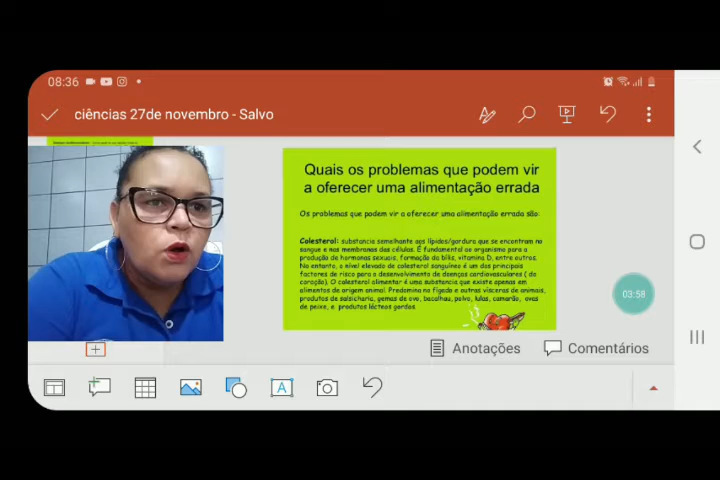 08:36
ciências 27de novembro - Salvo
Quais os problemas que podem vir
a oferecer uma alimentação errada
Os problemas que podem vir a oferecer uma alimentação errada são:
Colesterol: substancia semelhante aos lípidos/gordura que se encontram no
sangue e nas membranas das células. É fundamental ao organismo para a
produção de hormonas sexuais, formação da bílis, vitamina D, entre outros.
No entanto, o nível elevado de colesterol sanguíneo é um dos principais
factores de risco para o desenvolvimento de doenças cardiovasculares ( do
coração). O colesterol alimentar é uma substancia que existe apenas em
alimentos de origem animal. Predomina no fígado e outras vísceras de animais,
produtos de salsicharia, gemas de ovo, bacalhau, polvo, lulas, camarão, ovas
de peixe, e produtos lácteos gordos.
03:58
Anotações
Comentários